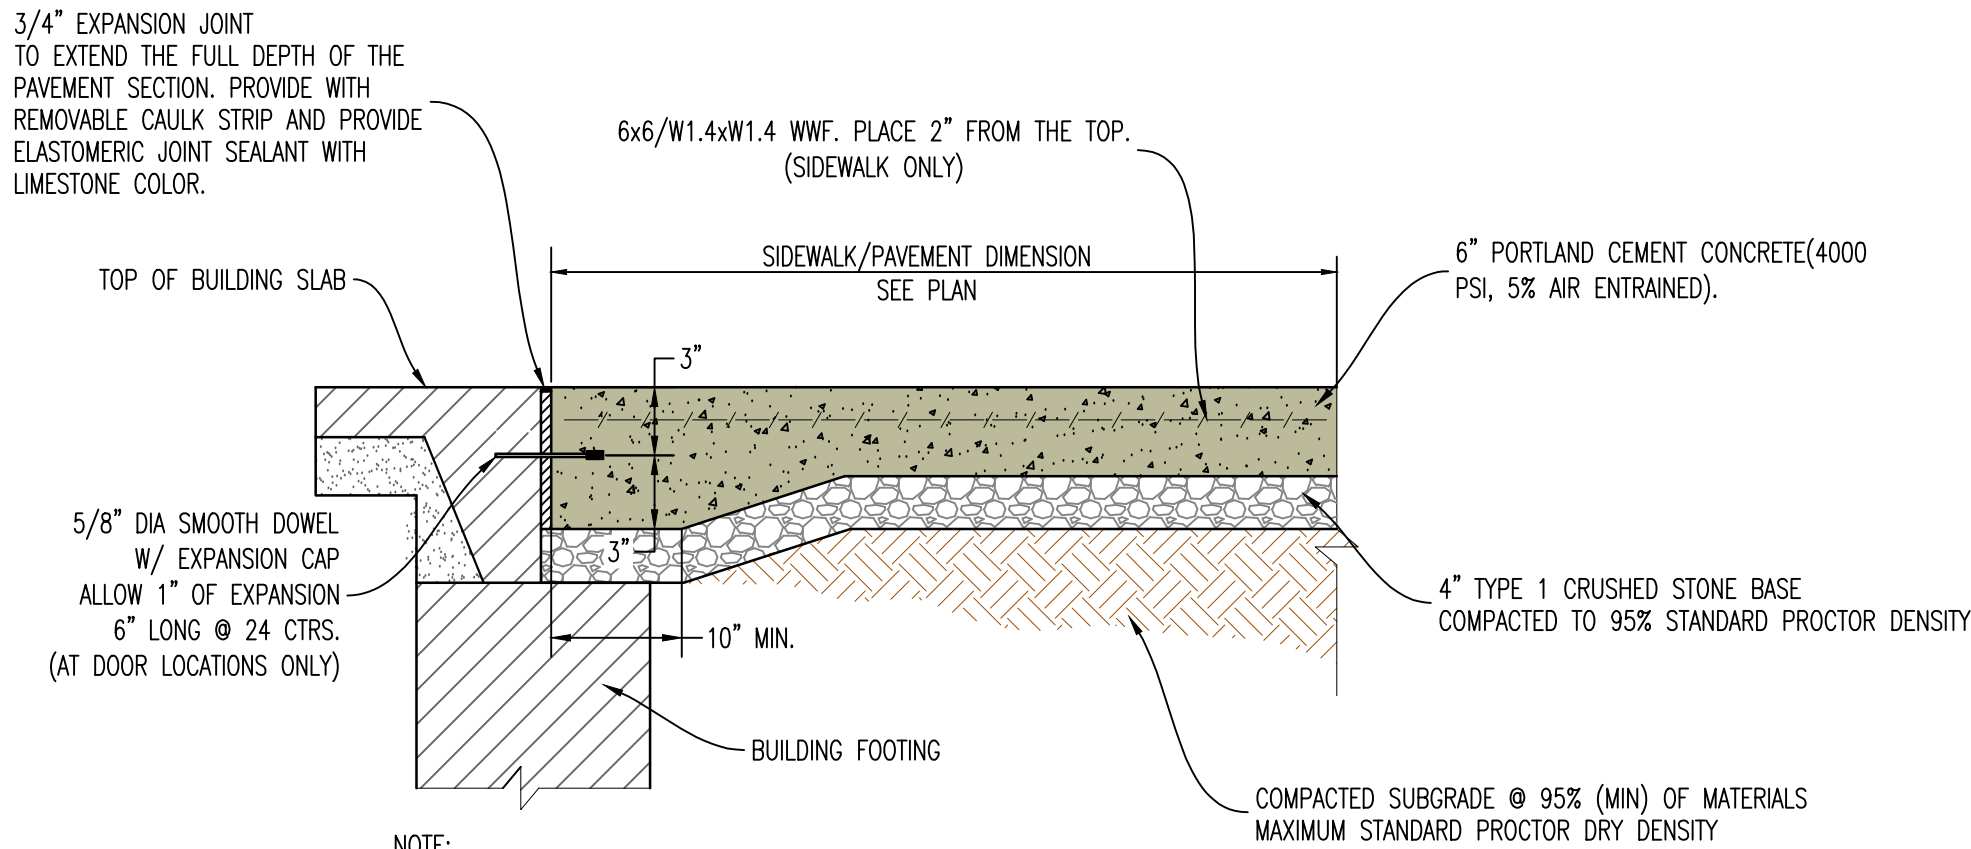 3/4" EXPANSION JOINT
TO EXTEND THE FULL DEPTH OF THE
PAVEMENT SECTION. PROVIDE WITH
REMOVABLE CAULK STRIP AND PROVIDE
ELASTOMERIC JOINT SEALANT WITH
LIMESTONE COLOR.
6x6/W1.4xW1.4 WWF. PLACE 2" FROM THE TOP.
(SIDEWALK ONLY)
SIDEWALK/PAVEMENT DIMENSION
SEE PLAN
6" PORTLAND CEMENT CONCRETE(4000
PSI, 5% AIR ENTRAINED).
TOP OF BUILDING SLAB
3"
3"
5/8" DIA SMOOTH DOWEL
W/ EXPANSION CAP
ALLOW 1" OF EXPANSION
6" LONG @ 24 CTRS.
(AT DOOR LOCATIONS ONLY)
10" MIN.
4" TYPE 1 CRUSHED STONE BASE
COMPACTED TO 95% STANDARD PROCTOR DENSITY
BUILDING FOOTING
COMPACTED SUBGRADE @ 95% (MIN) OF MATERIALS
MAXIMUM STANDARD PROCTOR DRY DENSITY
NOTE: